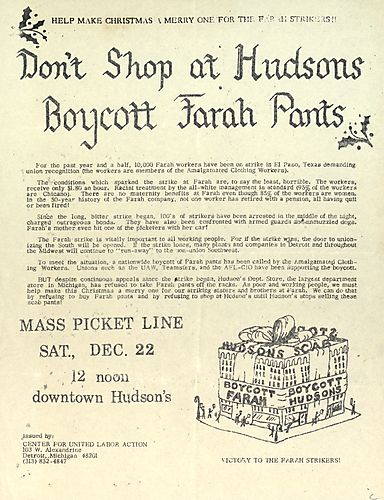 HELP MAKE CHRISTMAS A MERRY ONE FOR THE FARAH STRIKERS!!
Don't Shop at Hudsons
Boycott Farah Pants
For the past year and a half, 10,000 Farah workers have been on strike in El Paso, Texas demanding
union recognition (the workers are members of the Amalgamated Clothing Workers).
The conditions which sparked the strike at Farah are, to say the least, horrible. The workers,
receive only $1.80 an hour. Racist treatment by the all-white management is standard (95% of the workers
are Chicano). There are no maternity benefits at Farah even though 85% of the workers are women.
In the 50-year history of the Farah company, not one worker has retired with a pension, all having quit
or been fired!
Since the long, bitter strike began, 100's of strikers have been arrested in the middle of the night,
charged outrageous bonds. They have also been confronted with armed guards and unmuzzled dogs.
Farah's mother even hit one of the picketers with her car!
The Farah strike is vitally important to all working people. For if the strike wins, the door to union-
izing the South will be opened. If the strike loses, many plants and companies in Detroit and throughout
the Midwest will continue to "run-away" to the non-union Southwest.
To meet the situation, a nationwide boycott of Farah pants has been called by the Amalgamated Cloth-
ing Workers. Unions such as the UAW, Teamsters, and the AFL-CIO have been supporting the boycott.
BUT despite continuous appeals since the strike began, Hudson's Dept. Store, the largest department
store in Michigan, has refused to take Farah pants off the racks. As poor and working people, we must
help make this Christmas a merry one for our striking sisters and brothers at Farah. We can do that
by refusing to buy Farah pants and by refusing to shop at Hudson's until Hudson's stops selling these
scab pants!
MASS PICKET LINE
SAT., DEC. 22
12 noon
downtown Hudson's
HUDSONS SCAB
BOYCOTT
FARAH
BOYCOTT
HUDSONS
issued by:
CENTER FOR UNITED LABOR ACTION
103 W. Alexandrine
Detroit, Michigan 48201
(313) 832-4847
VICTORY TO THE FARAH STRIKERS!